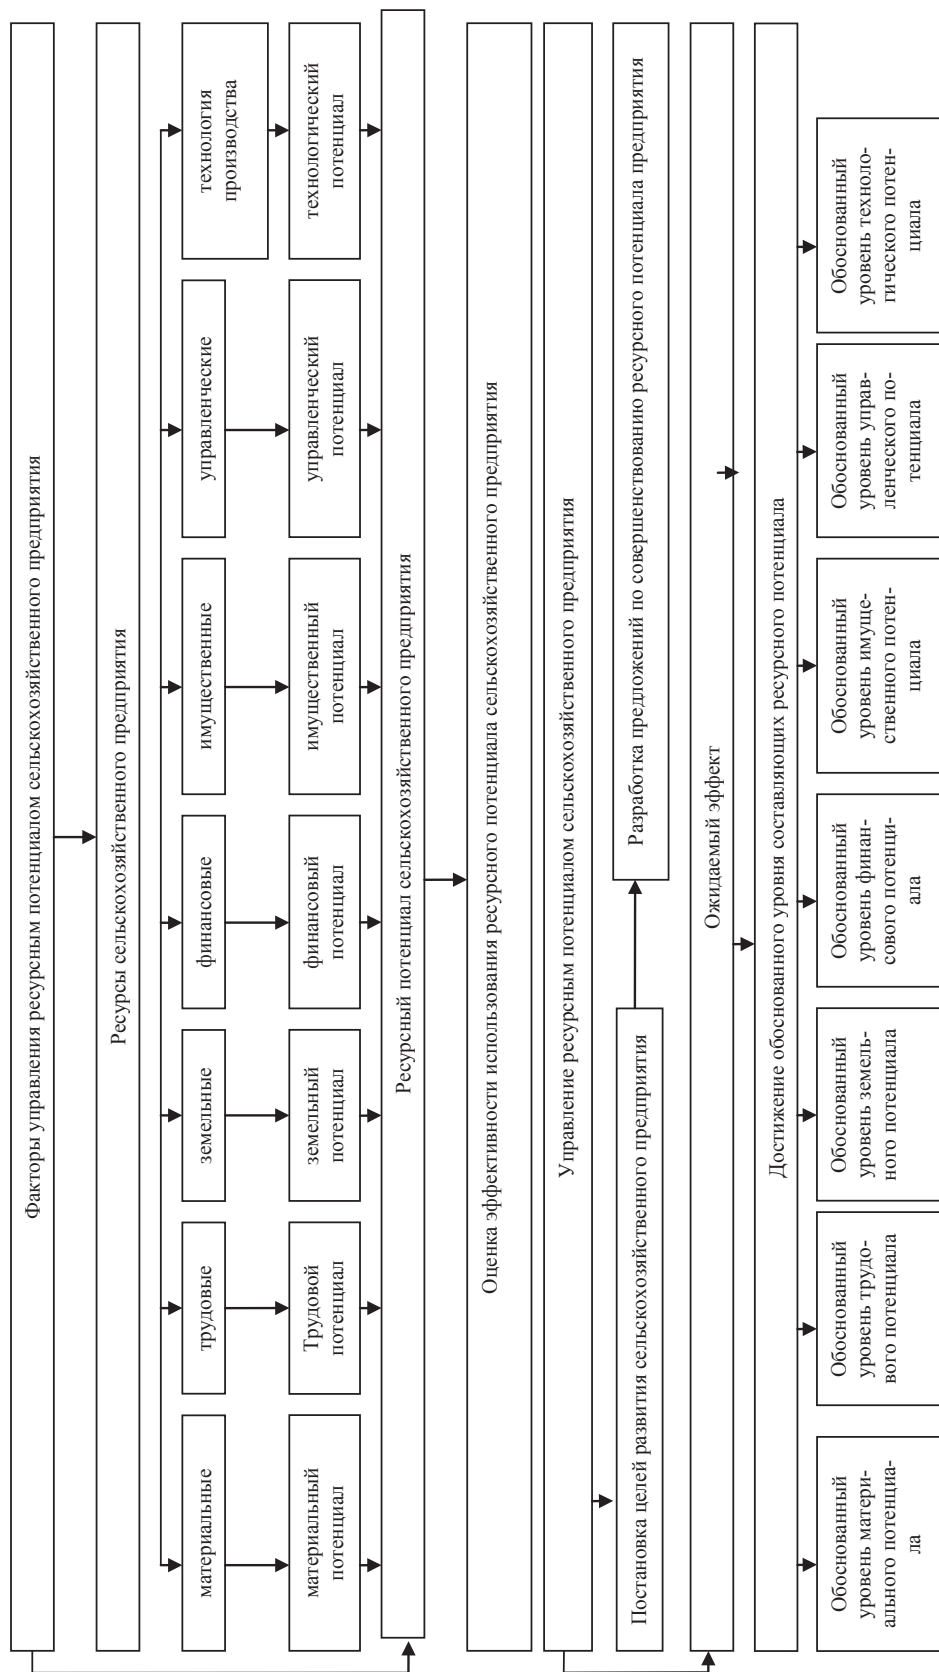 Факторы управления ресурсным потенциалом сельскохозяйственного предприятия
Ресурсы сельскохозяйственного предприятия
материальные
трудовые
земельные
финансовые
имущественные
управленческие
технология
производства
материальный
потенциал
Трудовой
потенциал
земельный
потенциал
финансовый
потенциал
имущественный
потенциал
управленческий
потенциал
технологический
потенциал
Ресурсный потенциал сельскохозяйственного предприятия
Оценка эффективности использования ресурсного потенциала сельскохозяйственного предприятия
Управление ресурсным потенциалом сельскохозяйственного предприятия
Постановка целей развития сельскохозяйственного предприятия
Разработка предложений по совершенствованию ресурсного потенциала предприятия
Ожидаемый эффект
Достижение обоснованного уровня составляющих ресурсного потенциала
Обоснованный
уровень матери-
ального потенциа-
ла
Обоснованный
уровень трудо-
вого потенциала
Обоснованный
уровень земель-
ного потенциала
Обоснованный
уровень финан-
сового потенци-
ала
Обоснованный
уровень имуще-
ственного потен-
циала
Обоснованный
уровень управ-
ленческого по-
тенциала
Обоснованный
уровень техноло-
гического потен-
циала